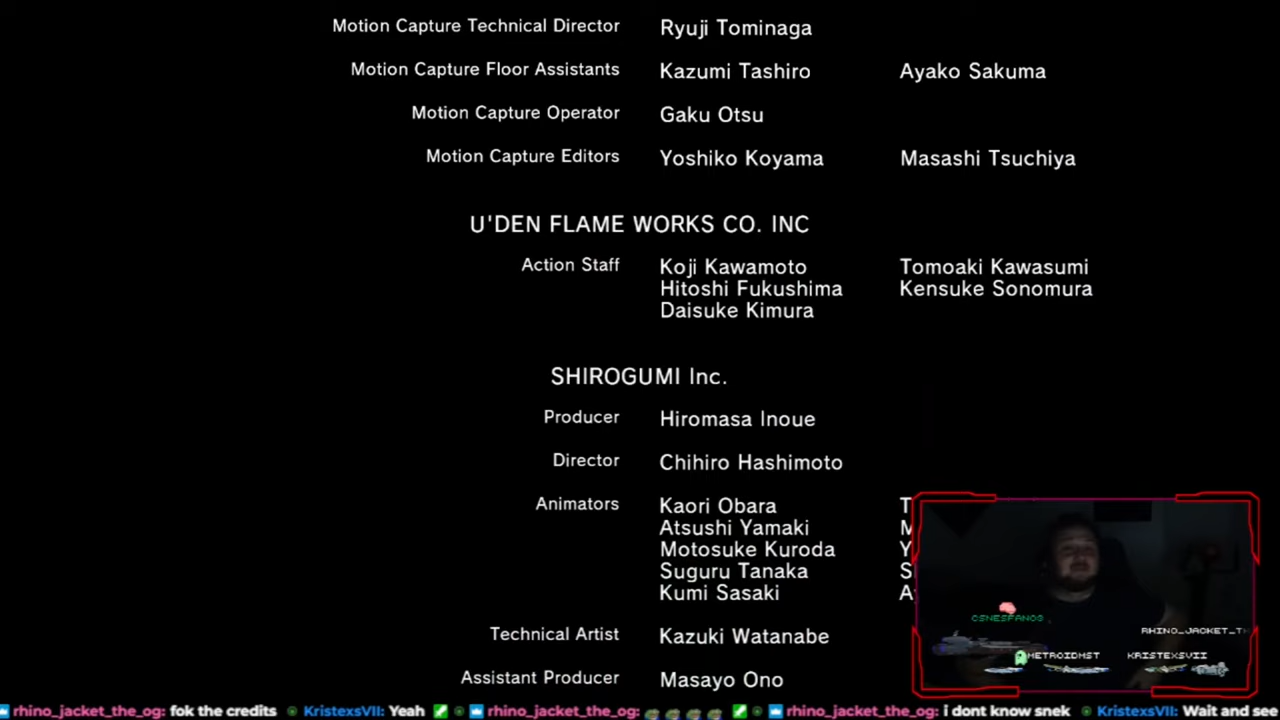 Motion Capture Technical Director Ryuji Tominaga
Motion Capture Floor Assistants Kazumi Tashiro Ayako Sakuma
Motion Capture Operator Gaku Otsu
Motion Capture Editors Yoshiko Koyama Masashi Tsuchiya
U'DEN FLAME WORKS CO. INC
Action Staff Koji Kawamoto Tomoaki Kawasumi
Hitoshi Fukushima Kensuke Sonomura
Daisuke Kimura
SHIROGUMI Inc.
Producer Hiromasa Inoue
Director Chihiro Hashimoto
Animators Kaori Obara T
Atsushi Yamaki M
Motosuke Kuroda Y
Suguru Tanaka S
Kumi Sasaki A
Technical Artist Kazuki Watanabe
Assistant Producer Masayo Ono
CSNESFAN03
RHINO_JACKET_TH
METROIDMST KRISTEXSVII
rhino_jacket_the_og: fok the credits KristexsVII: Yeah rhino_jacket_the_og: rhino_jacket_the_og: i dont know snek KristexsVII: Wait and see